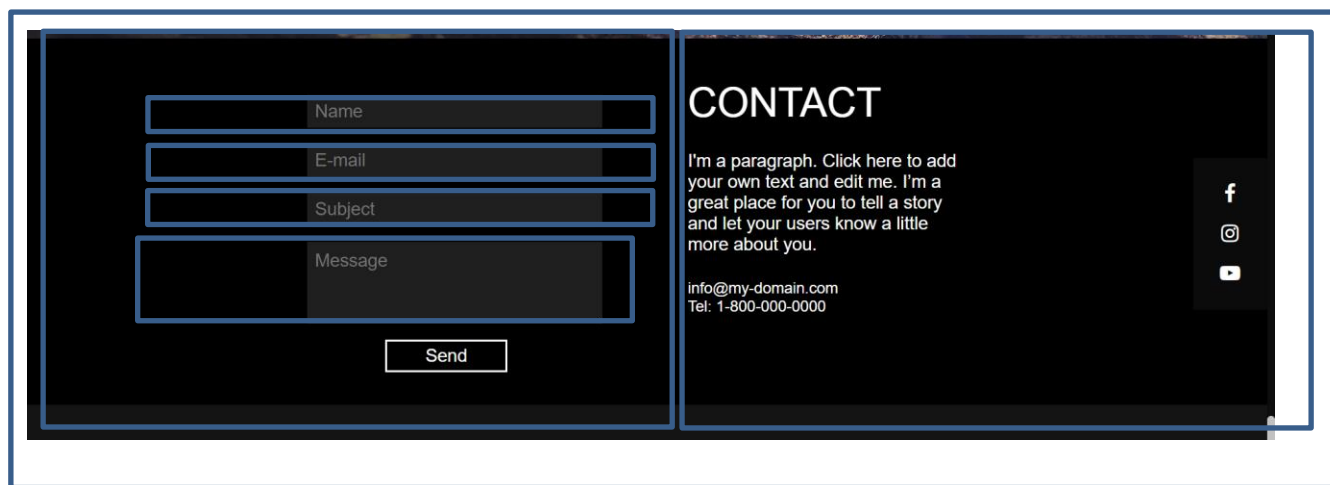 Name
E-mail
Subject
Message
Send
CONTACT
I'm a paragraph. Click here to add
your own text and edit me. I'm a
great place for you to tell a story
and let your users know a little
more about you.
info@my-domain.com
Tel: 1-800-000-0000